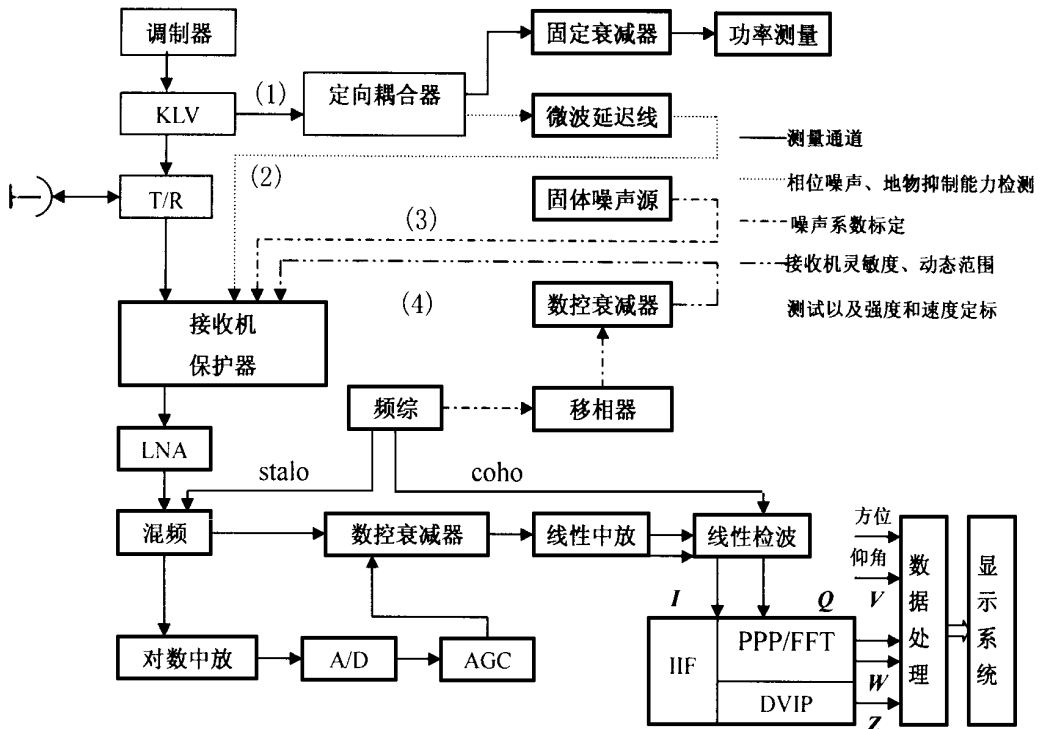 调制器
固定衰减器
功率测量
KLV
(1)
定向耦合器
微波延迟线
测量通道
T/R
(2)
相位噪声、地物抑制能力检测
固体噪声源
(3)
噪声系数标定
接收机灵敏度、动态范围
测试以及强度和速度定标
接收机
保护器
(4)
数控衰减器
频综
移相器
LNA
stalo
coho
混频
数控衰减器
线性中放
线性检波
方位
仰角
V
数据处理
显示系统
I
Q
对数中放
A/D
AGC
IIF
PPP/FFT
W
DVIP
Z